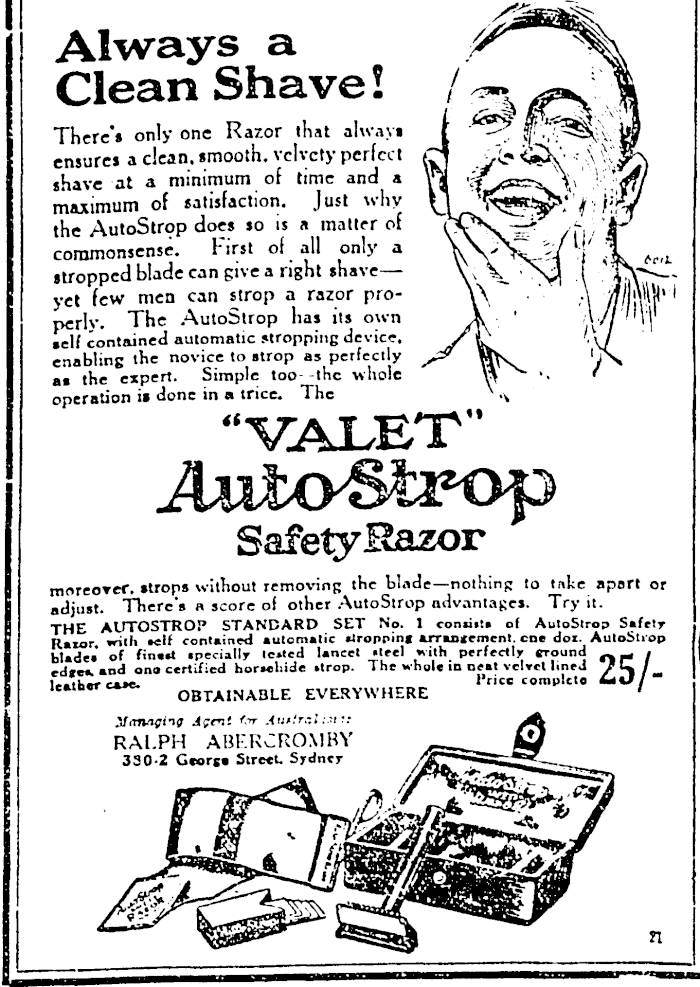 Always a
Clean Shave!
There's only one Razor that always
ensures a clean, smooth, velvety perfect
shave at a minimum of time and a
maximum of satisfaction. Just why
the AutoStrop does so is a matter of
commonsense. First of all only a
stropped blade can give a right shave—
yet few men can strop a razor pro-
perly. The AutoStrop has its own
self contained automatic stropping device,
enabling the novice to strop as perfectly
as the expert. Simple too--the whole
operation is done in a trice. The
"VALET"
AutoStrop
Safety Razor
moreover, strops without removing the blade—nothing to take apart or
adjust. There's a score of other AutoStrop advantages. Try it.
THE AUTOSTROP STANDARD SET No. 1 consists of AutoStrop Safety
Razor, with self contained automatic stropping arrangement, one doz. AutoStrop
blades of finest specially tested lancet steel with perfectly ground
edges, and one certified horsehide strop. The whole in neat velvet lined
leather case. Price complete 25/-
OBTAINABLE EVERYWHERE
Managing Agent for Australasia
RALPH ABERCROMBY
330-2 George Street, Sydney
21